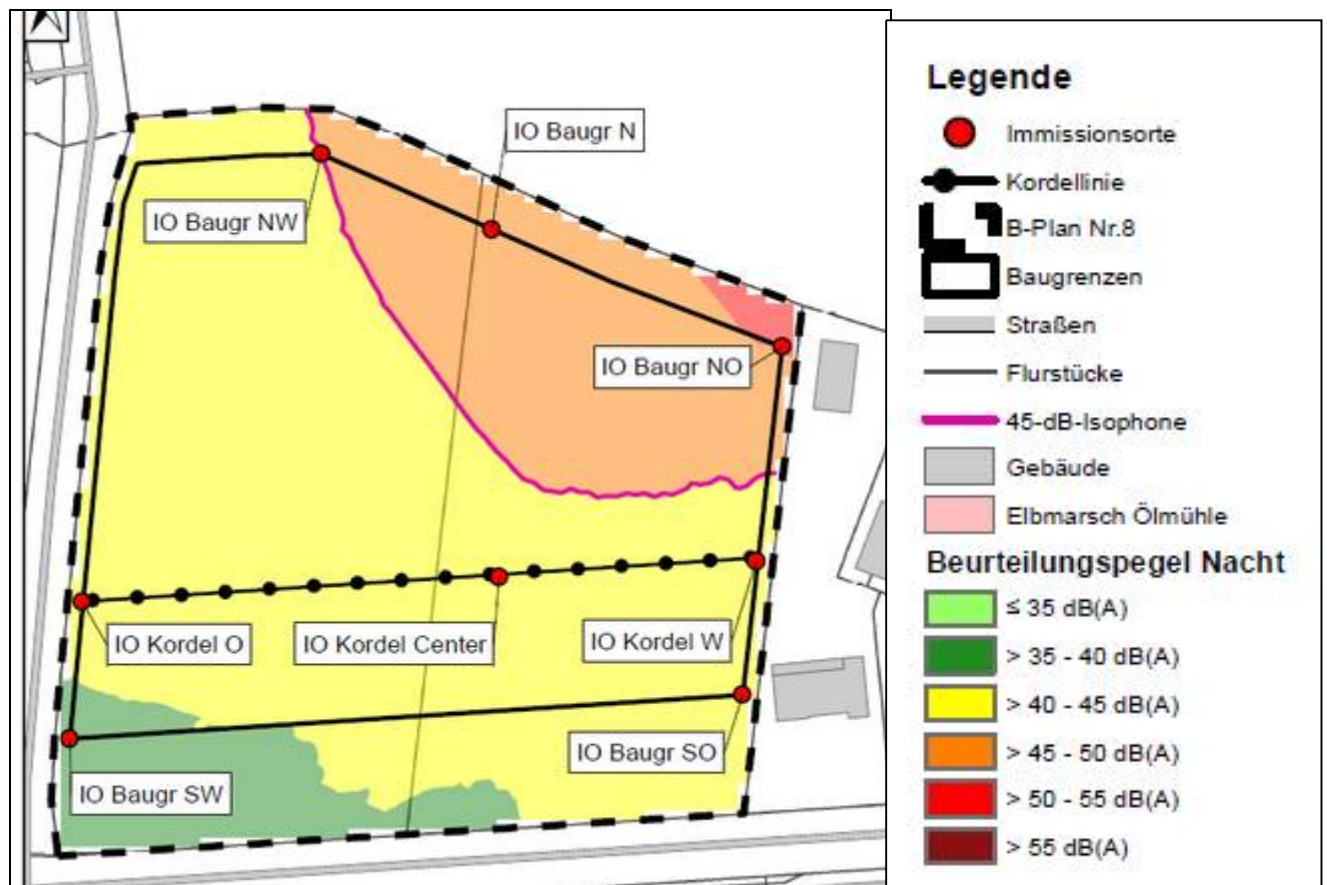 IO Baugr N
IO Baugr NW
IO Baugr NO
IO Kordel O
IO Kordel Center
IO Kordel W
IO Baugr SO
IO Baugr SW
Legende
Immissionsorte
Kordellinie
B-Plan Nr.8
Baugrenzen
Straßen
Flurstücke
45-dB-Isophone
Gebäude
Elbmarsch Ölmühle
Beurteilungspegel Nacht
≤ 35 dB(A)
> 35 - 40 dB(A)
> 40 - 45 dB(A)
> 45 - 50 dB(A)
> 50 - 55 dB(A)
> 55 dB(A)